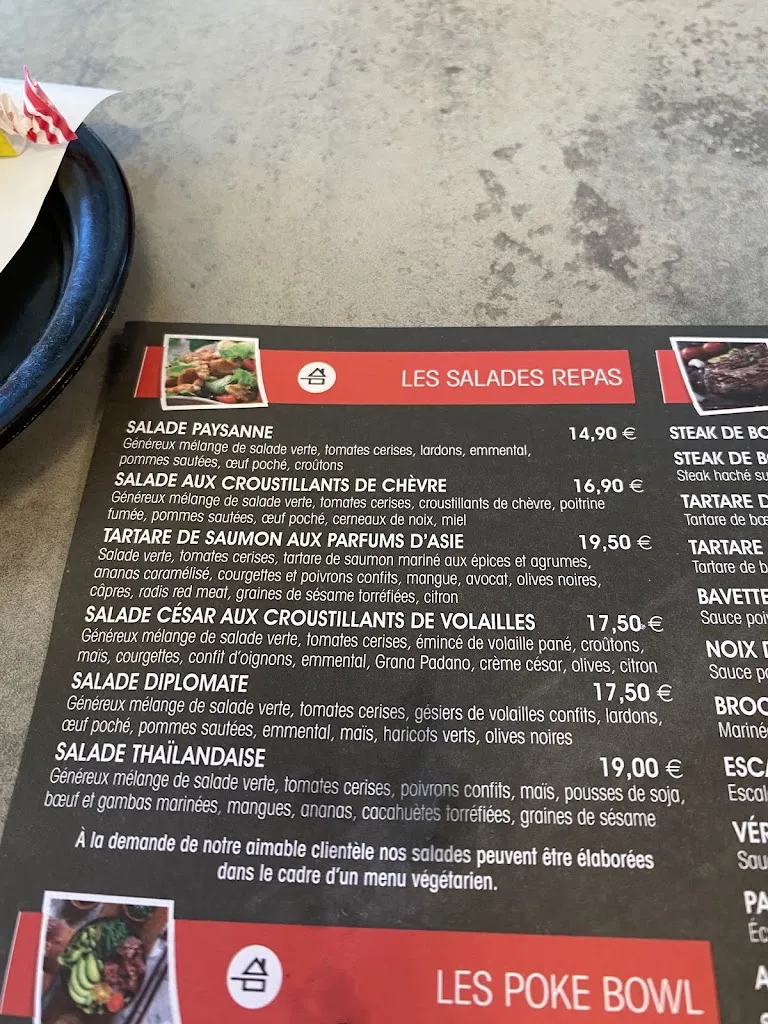 LES SALADES REPAS
SALADE PAYSANNE 14,90 €
Généreux mélange de salade verte, tomates cerises, lardons, emmental,
pommes sautées, œuf poché, croûtons
SALADE AUX CROUSTILLANTS DE CHÈVRE 16,90 €
Généreux mélange de salade verte, tomates cerises, croustillants de chèvre, poitrine
fumée, pommes sautées, œuf poché, cerneaux de noix, miel
TARTARE DE SAUMON AUX PARFUMS D'ASIE 19,50 €
Salade verte, tomates cerises, tartare de saumon mariné aux épices et agrumes,
ananas caramélisé, courgettes et poivrons confits, mangue, avocat, olives noires,
câpres, radis red meat, graines de sésame torréfiées, citron
SALADE CÉSAR AUX CROUSTILLANTS DE VOLAILLES 17,50 €
Généreux mélange de salade verte, tomates cerises, émincé de volaille pané, croûtons,
maïs, courgettes, confit d'oignons, emmental, Grana Padano, crème césar, olives, citron
SALADE DIPLOMATE 17,50 €
Généreux mélange de salade verte, tomates cerises, gésiers de volailles confits, lardons,
œuf poché, pommes sautées, emmental, maïs, haricots verts, olives noires
SALADE THAÏLANDAISE 19,00 €
Généreux mélange de salade verte, tomates cerises, poivrons confits, maïs, pousses de soja,
bœuf et gambas marinées, mangues, ananas, cacahuètes torréfiées, graines de sésame
À la demande de notre aimable clientèle nos salades peuvent être élaborées
dans le cadre d'un menu végétarien.
LES POKE BOWL
STEAK DE BO
STEAK DE B
Steak haché su
TARTARE D
Tartare de bœ
TARTARE
Tartare de b
BAVETTE
Sauce poi
NOIX D
Sauce po
BROC
Mariné
ESCA
Escal
VÉR
Sau
PA
Éc
A